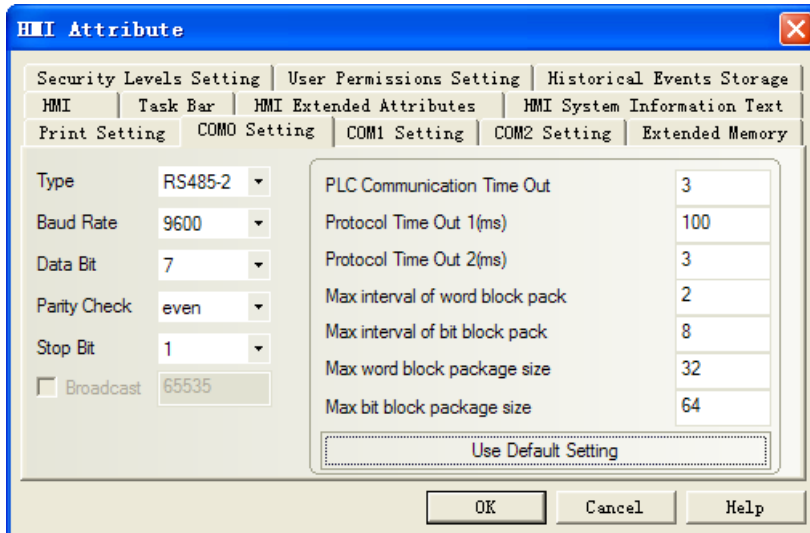 HMI Attribute
Security Levels Setting User Permissions Setting Historical Events Storage
HMI Task Bar HMI Extended Attributes HMI System Information Text
Print Setting COM0 Setting COM1 Setting COM2 Setting Extended Memory
Type RS485-2
Baud Rate 9600
Data Bit 7
Parity Check even
Stop Bit 1
Broadcast 65535
PLC Communication Time Out 3
Protocol Time Out 1(ms) 100
Protocol Time Out 2(ms) 3
Max interval of word block pack 2
Max interval of bit block pack 8
Max word block package size 32
Max bit block package size 64
Use Default Setting
OK Cancel Help